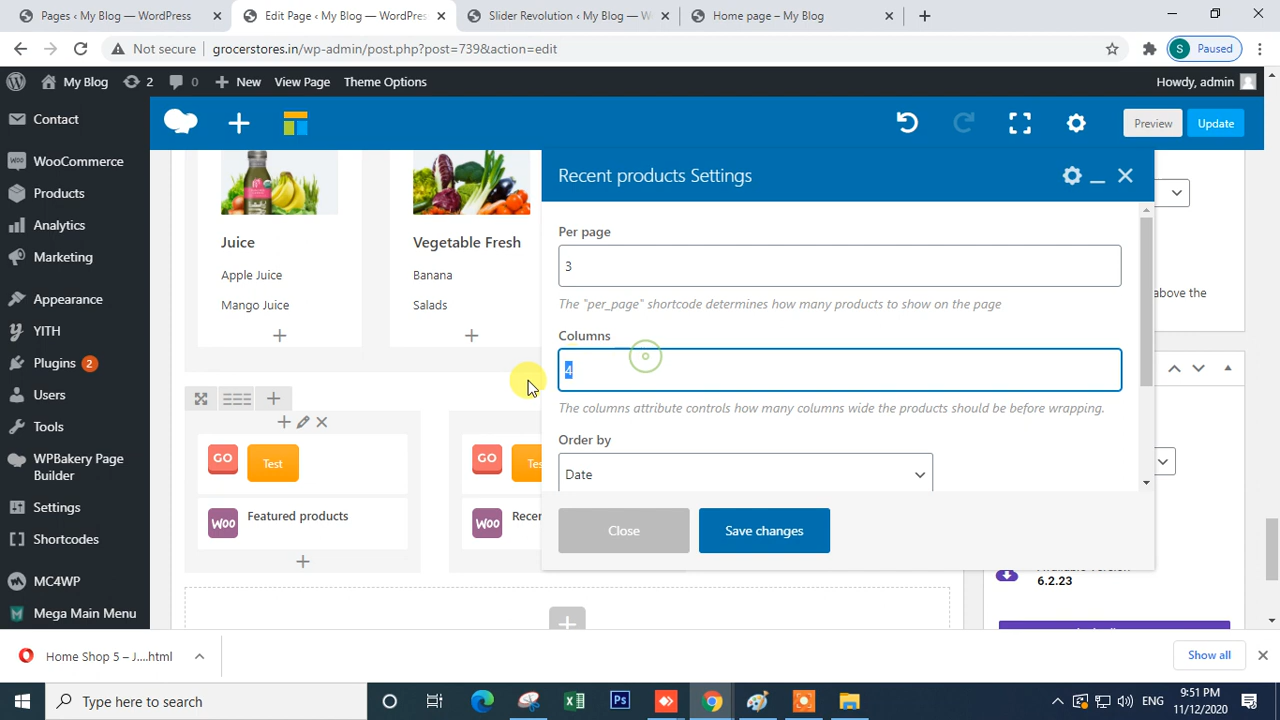 Pages ‹ My Blog — WordPress
Edit Page ‹ My Blog — WordPres
Slider Revolution ‹ My Blog — W
Home page – My Blog
Not secure
grocerstores.in/wp-admin/post.php?post=739&action=edit
S Paused
My Blog
2
0
New
View Page
Theme Options
Howdy, admin
Contact
WooCommerce
Products
Analytics
Marketing
Appearance
YITH
Plugins 2
Users
Tools
WPBakery Page
Builder
Settings
Shortcodes
MC4WP
Mega Main Menu
Preview
Update
Juice
Apple Juice
Mango Juice
Vegetable Fresh
Banana
Salads
GO
Test
Woo
Featured products
GO
Woo
Recent products Settings
Per page
3
The "per_page" shortcode determines how many products to show on the page
Columns
4
The columns attribute controls how many columns wide the products should be before wrapping.
Order by
Date
Close
Save changes
above the
6.2.23
Home Shop 5 – J....html
Show all
Type here to search
ENG
9:51 PM
11/12/2020